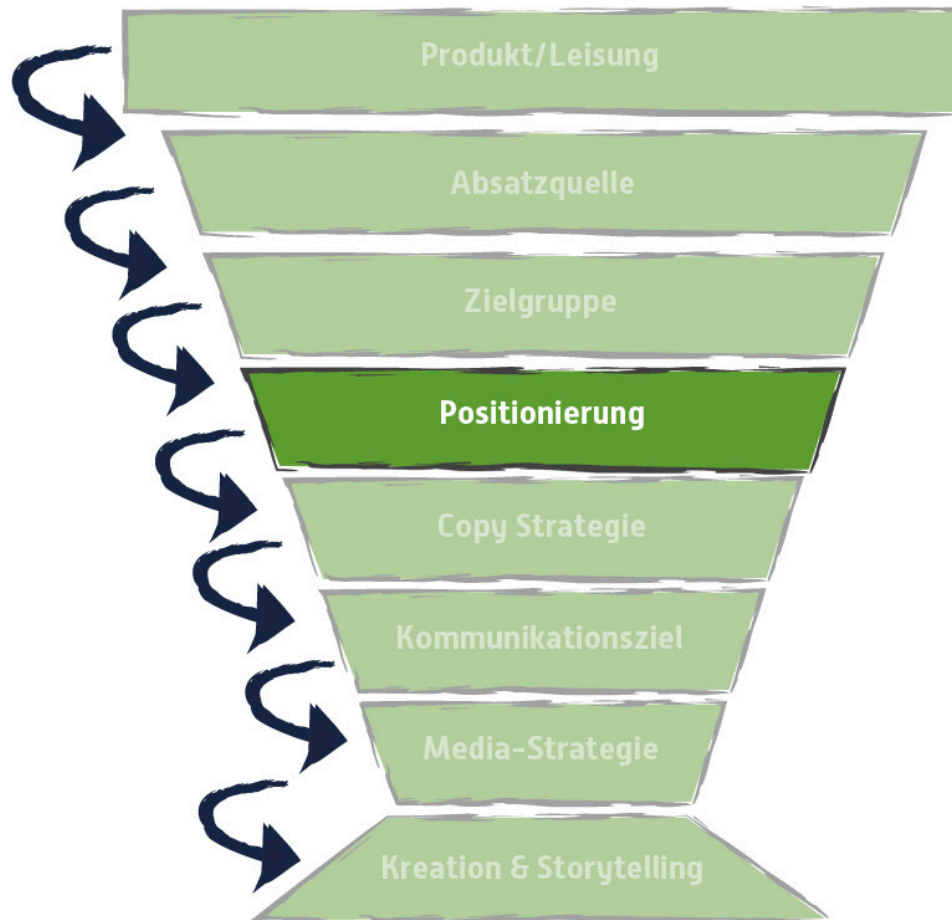 Produkt/Leisung
Absatzquelle
Zielgruppe
Positionierung
Copy Strategie
Kommunikationsziel
Media-Strategie
Kreation & Storytelling